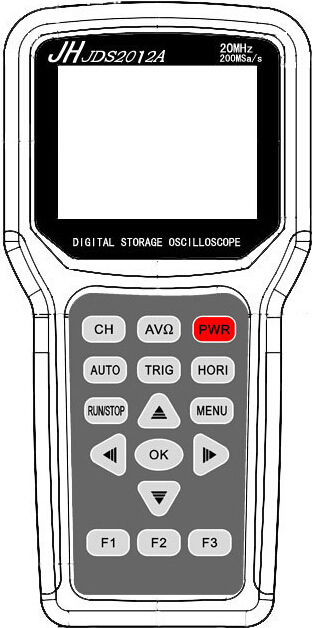 JH JDS2012A 20MHz
200MSa/s
DIGITAL STORAGE OSCILLOSCOPE
CH AVΩ PWR
AUTO TRIG HORI
RUN/STOP MENU
OK
F1 F2 F3